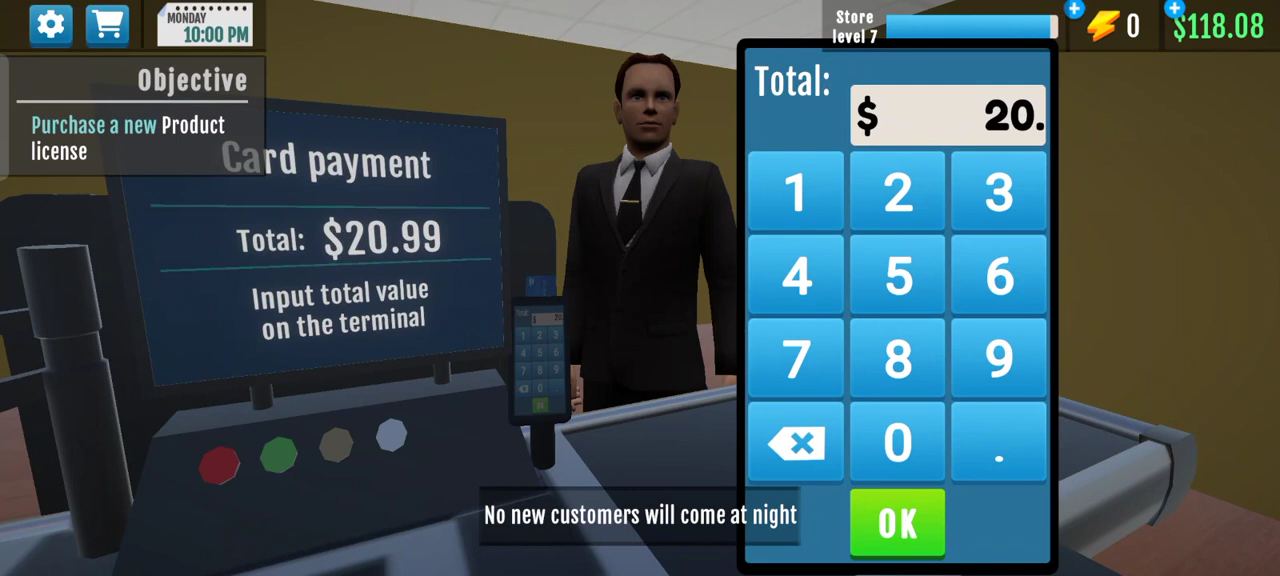 MONDAY
10:00 PM
Store
level 7
0
$118.08
Objective
Purchase a new Product
license
Card payment
Total: $20.99
Input total value
on the terminal
Total:
$ 20.
1 2 3
4 5 6
7 8 9
0 .
OK
No new customers will come at night